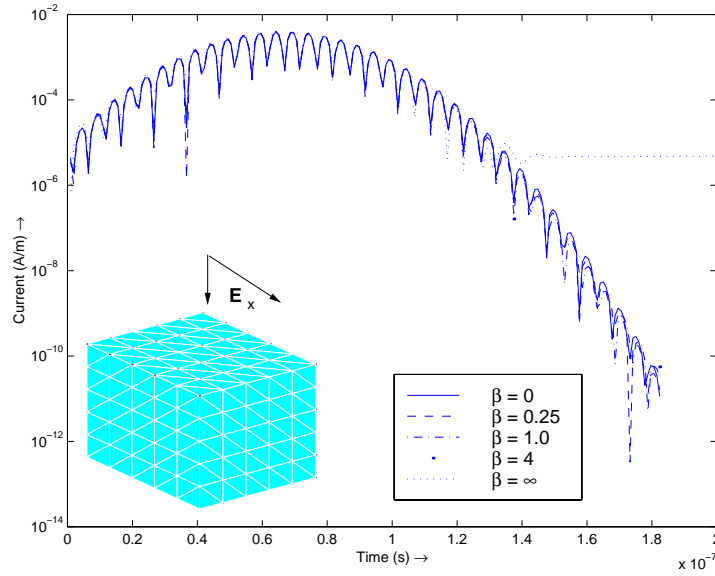 10⁻²
10⁻⁴
10⁻⁶
10⁻⁸
10⁻¹⁰
10⁻¹²
10⁻¹⁴
Current (A/m) →
E x
β = 0
β = 0.25
β = 1.0
β = 4
β = ∞
0 0.2 0.4 0.6 0.8 1 1.2 1.4 1.6 1.8 2
Time (s) →
x 10⁻⁷